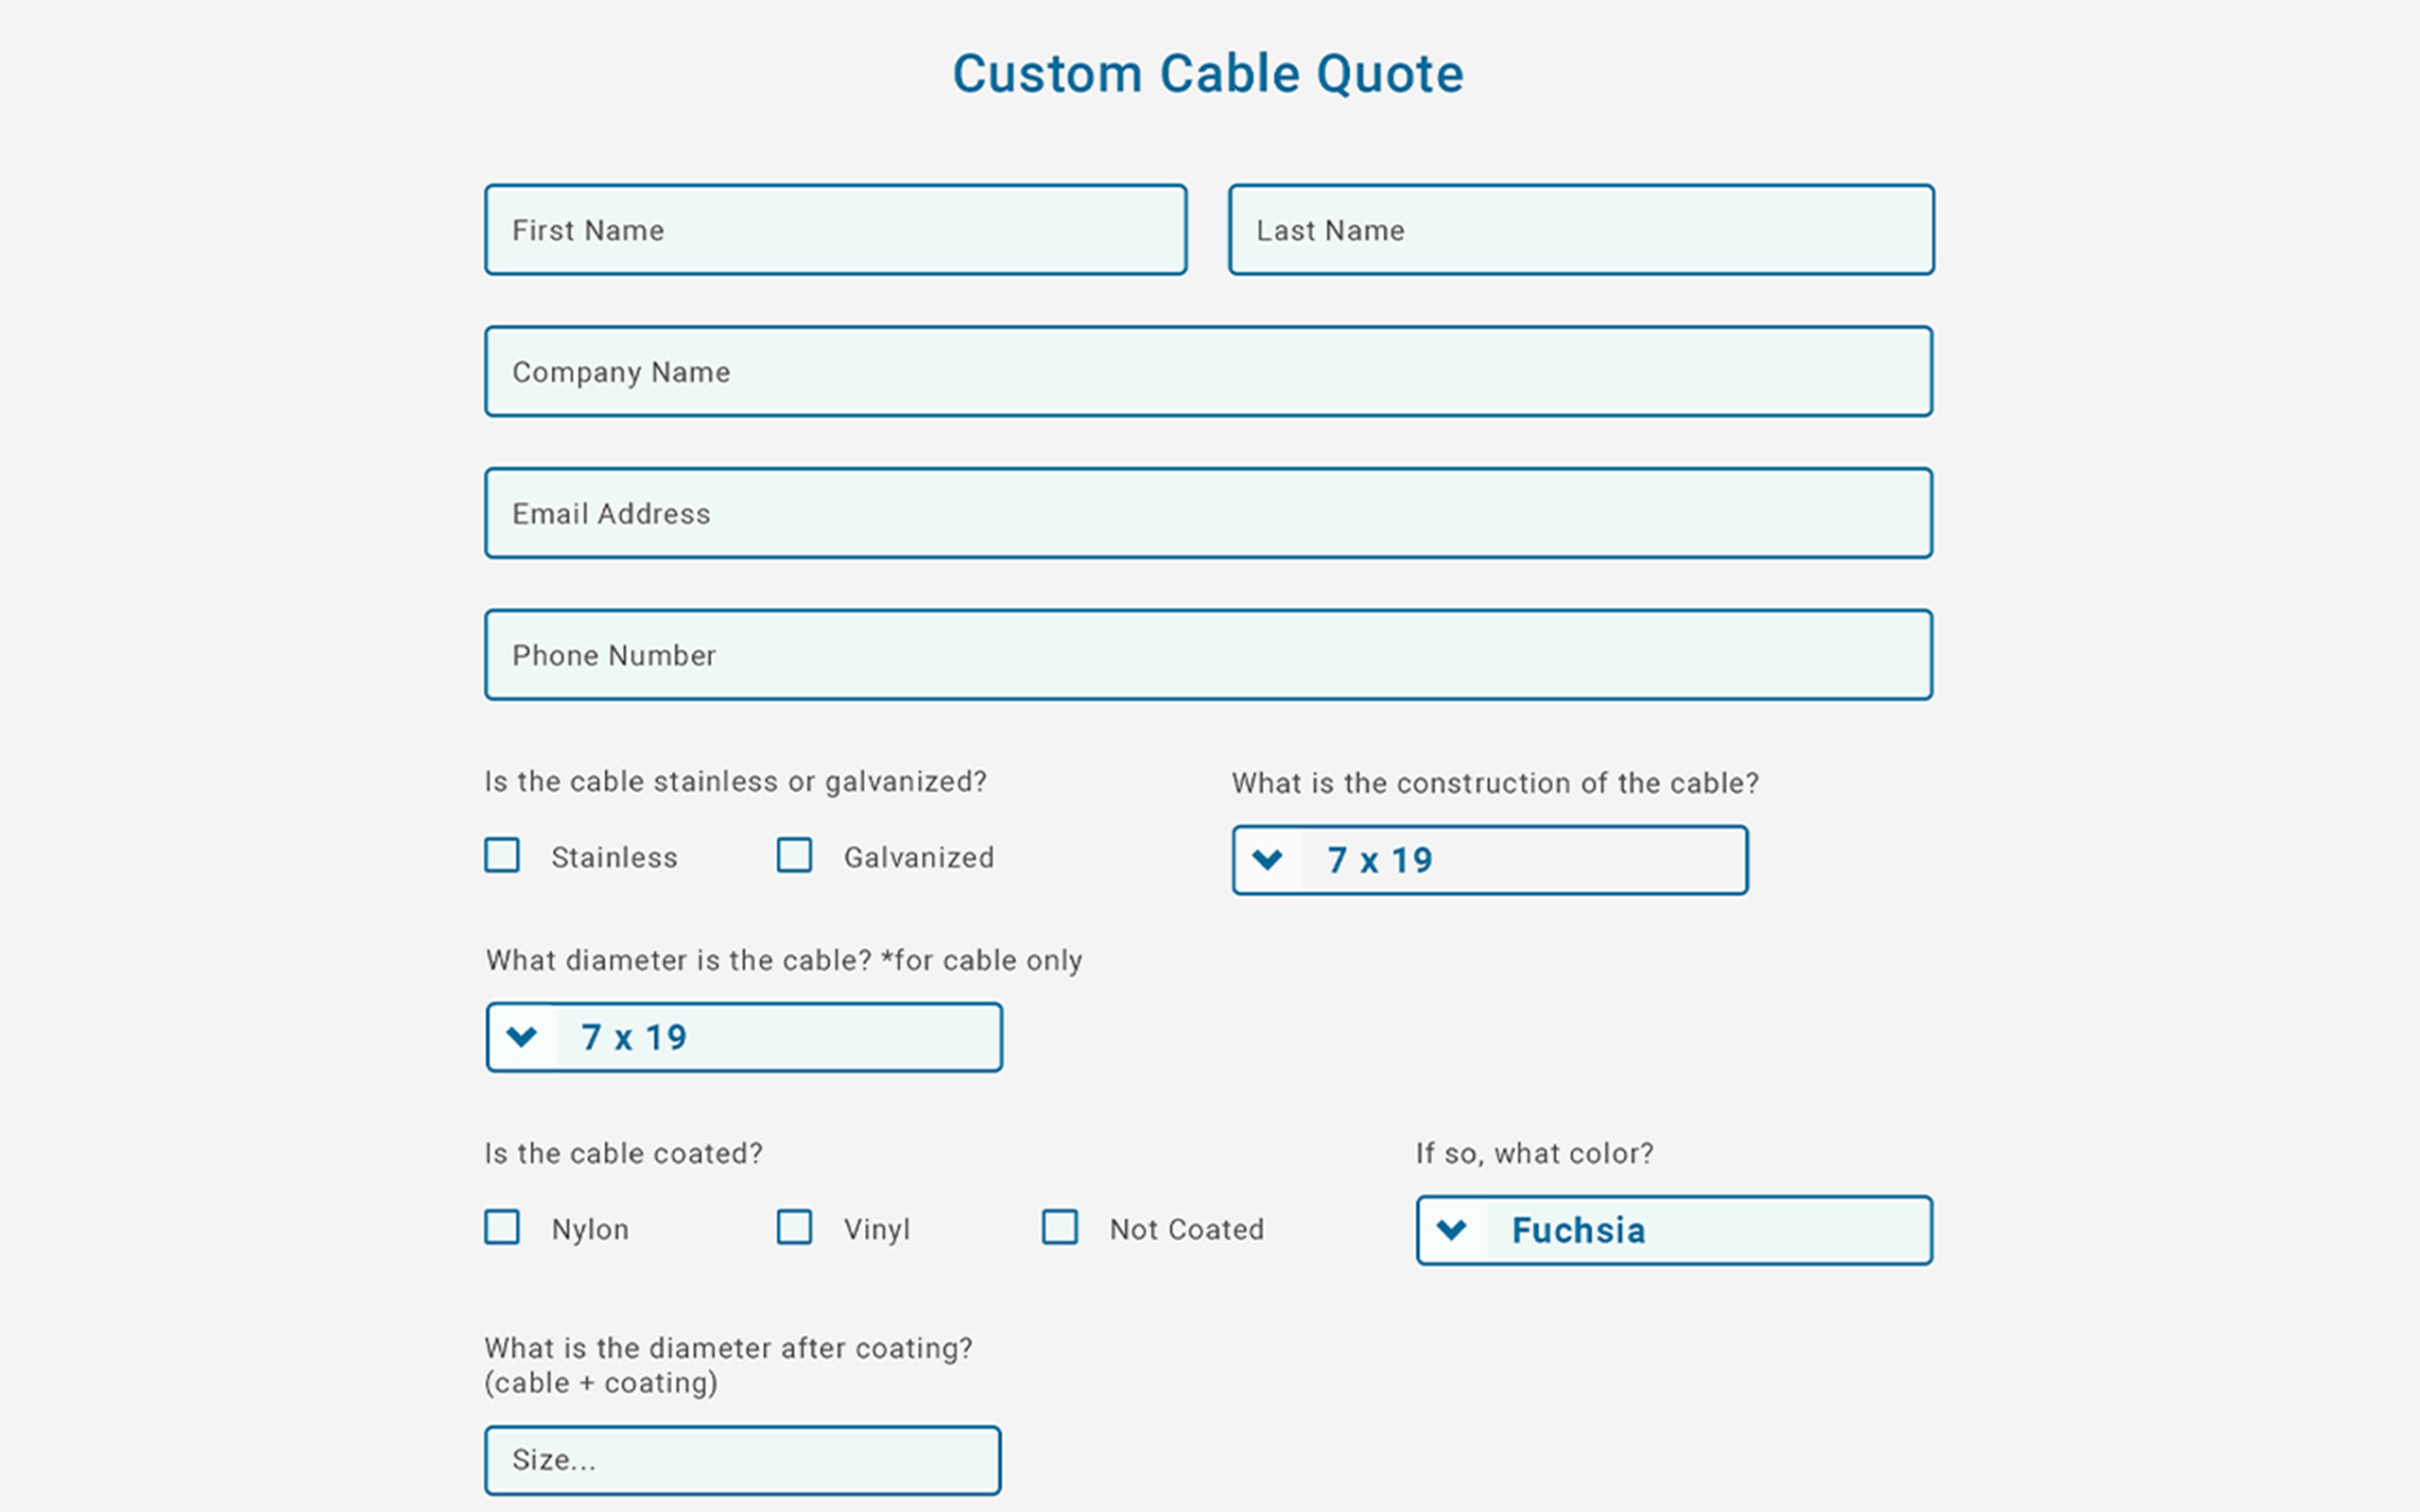 Custom Cable Quote
First Name
Last Name
Company Name
Email Address
Phone Number
Is the cable stainless or galvanized?
Stainless
Galvanized
What is the construction of the cable?
7 x 19
What diameter is the cable? *for cable only
7 x 19
Is the cable coated?
Nylon
Vinyl
Not Coated
If so, what color?
Fuchsia
What is the diameter after coating?
(cable + coating)
Size...